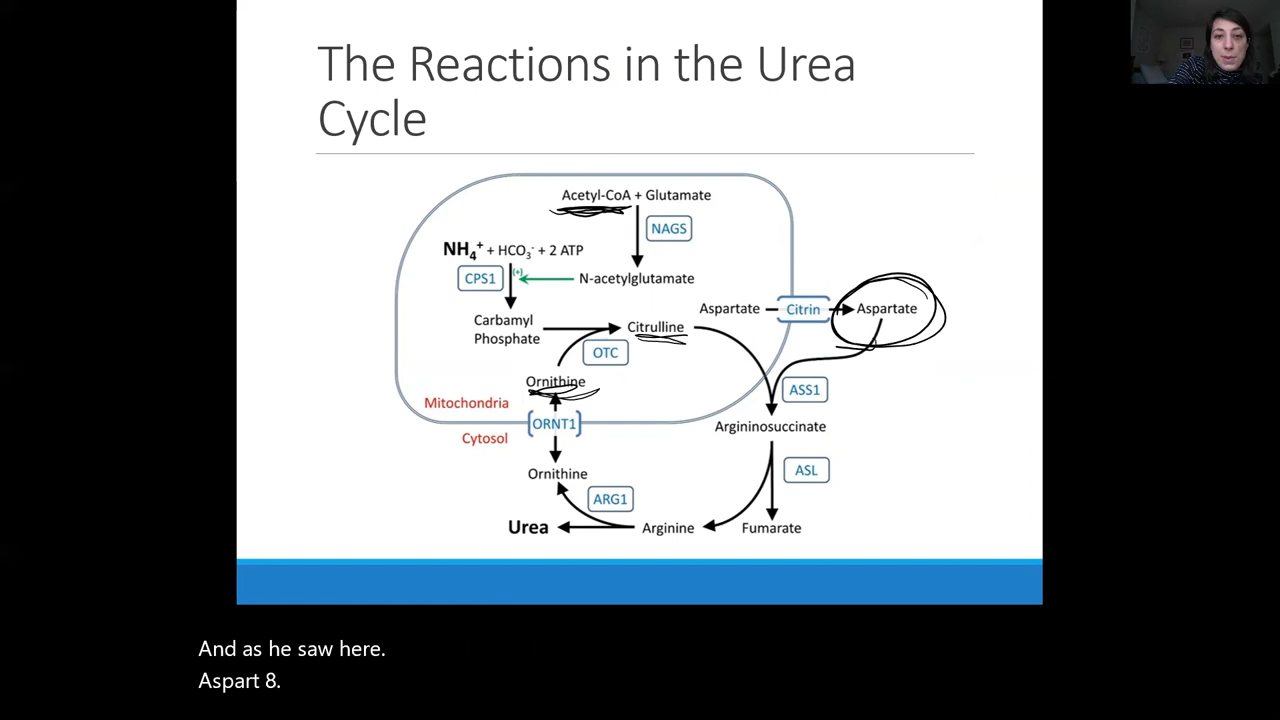 The Reactions in the Urea
Cycle
Acetyl-CoA + Glutamate
NAGS
NH₄⁺ + HCO₃⁻ + 2 ATP
CPS1
(+)
N-acetylglutamate
Carbamyl
Phosphate
Citrulline
OTC
Ornithine
Aspartate
Citrin
Aspartate
ASS1
Mitochondria
ORNT1
Cytosol
Argininosuccinate
ASL
Ornithine
ARG1
Urea
Arginine
Fumarate
And as he saw here.
Aspart 8.